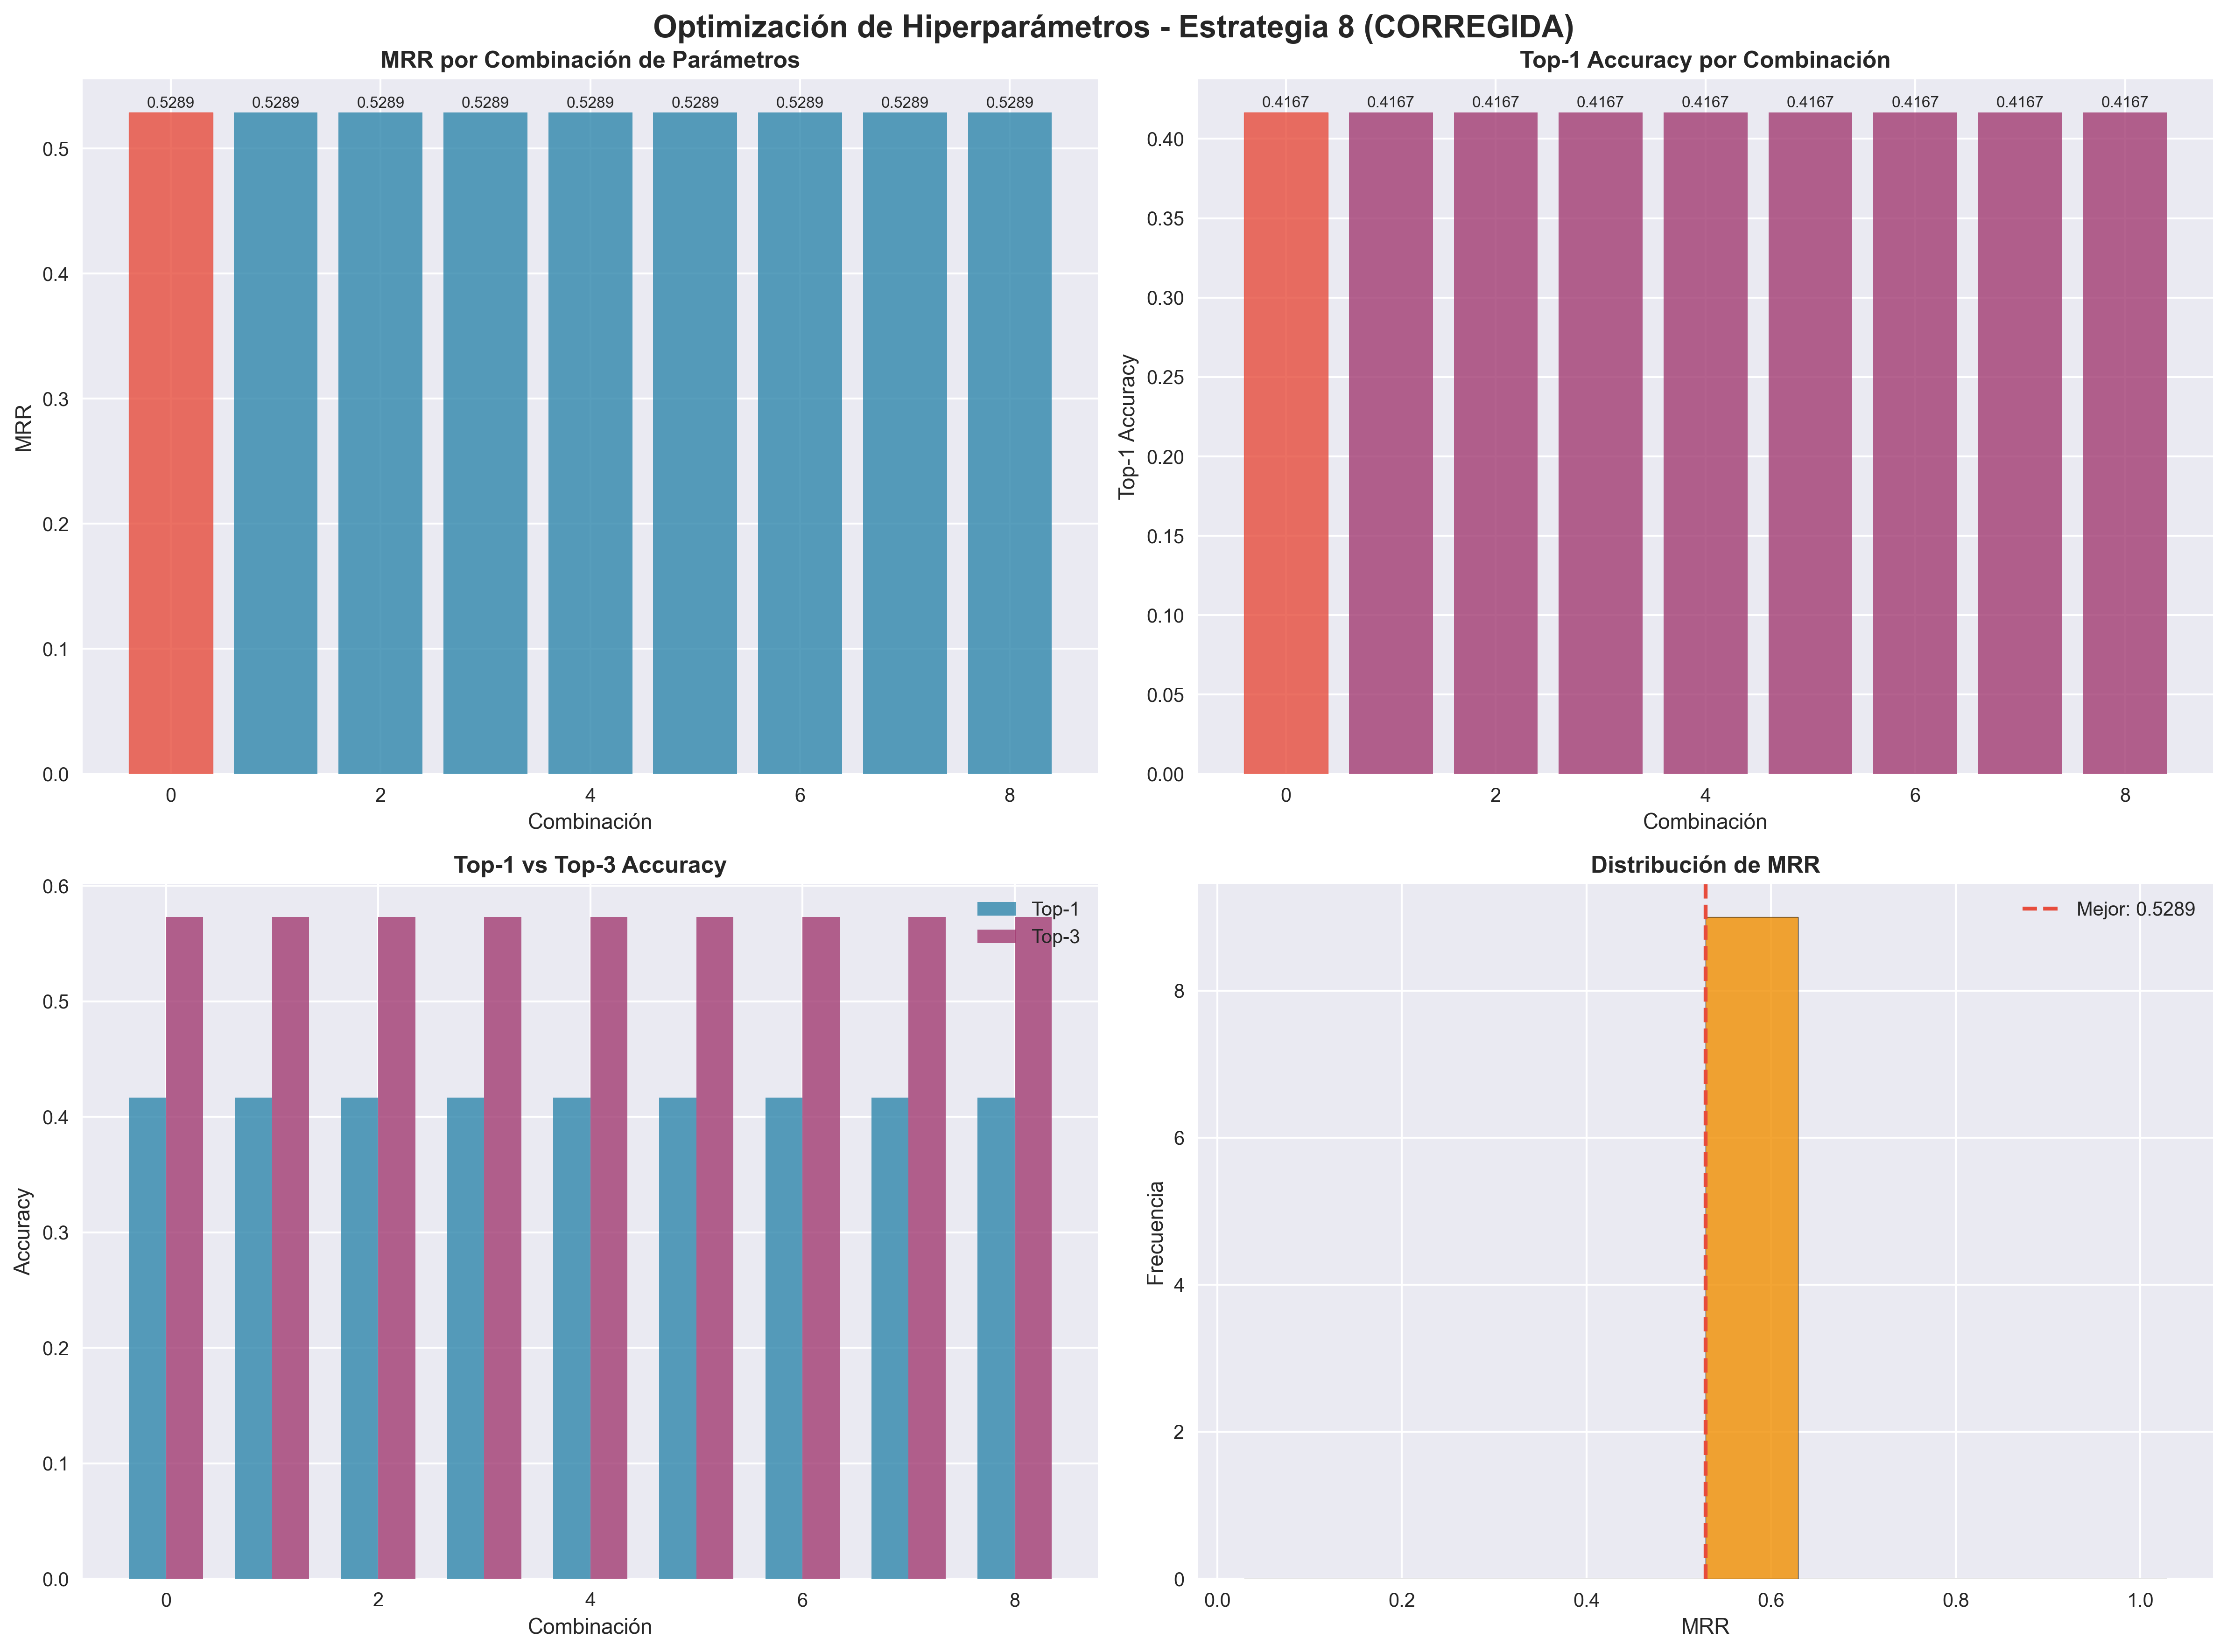 Optimización de Hiperparámetros - Estrategia 8 (CORREGIDA)
MRR por Combinación de Parámetros
0.5289 0.5289 0.5289 0.5289 0.5289 0.5289 0.5289 0.5289 0.5289
0.5
0.4
0.3
0.2
0.1
0.0
MRR
0 2 4 6 8
Combinación
Top-1 Accuracy por Combinación
0.4167 0.4167 0.4167 0.4167 0.4167 0.4167 0.4167 0.4167 0.4167
0.40
0.35
0.30
0.25
0.20
0.15
0.10
0.05
0.00
Top-1 Accuracy
0 2 4 6 8
Combinación
Top-1 vs Top-3 Accuracy
Top-1
Top-3
0.6
0.5
0.4
0.3
0.2
0.1
0.0
Accuracy
0 2 4 6 8
Combinación
Distribución de MRR
Mejor: 0.5289
8
6
4
2
0
Frecuencia
0.0 0.2 0.4 0.6 0.8 1.0
MRR